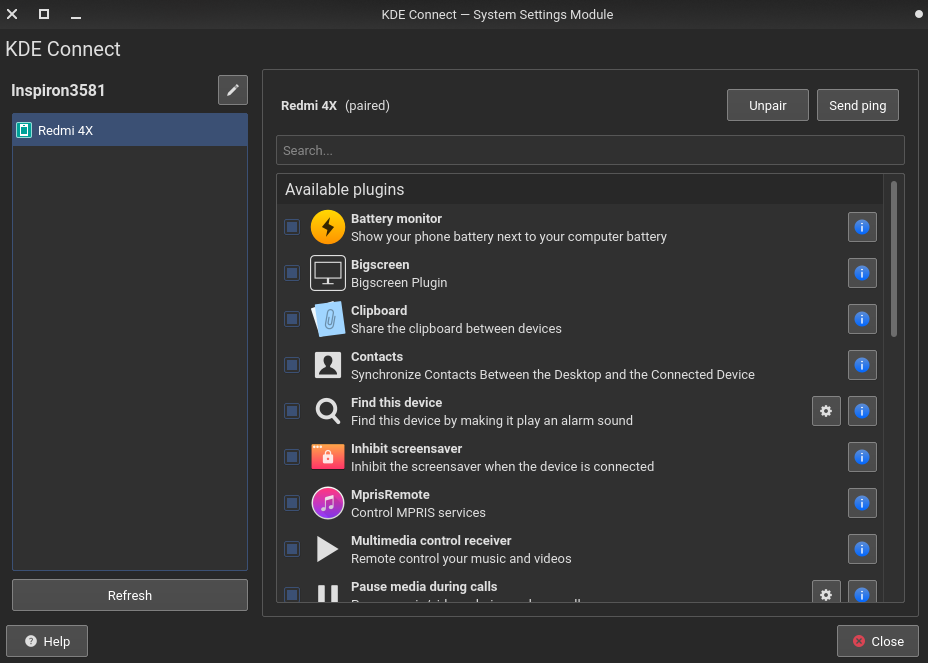 KDE Connect — System Settings Module
KDE Connect
Inspiron3581
Redmi 4X
Refresh
Redmi 4X (paired)
Unpair
Send ping
Search...
Available plugins
Battery monitor
Show your phone battery next to your computer battery
Bigscreen
Bigscreen Plugin
Clipboard
Share the clipboard between devices
Contacts
Synchronize Contacts Between the Desktop and the Connected Device
Find this device
Find this device by making it play an alarm sound
Inhibit screensaver
Inhibit the screensaver when the device is connected
MprisRemote
Control MPRIS services
Multimedia control receiver
Remote control your music and videos
Pause media during calls
Help
Close